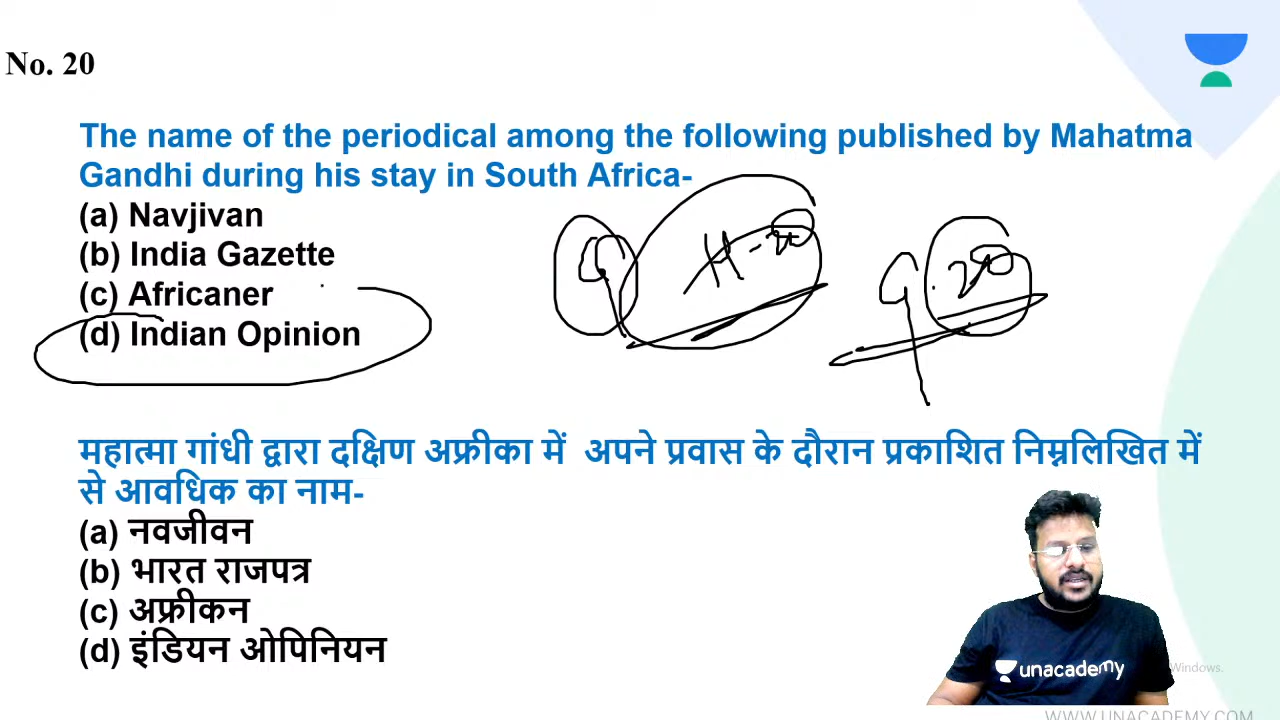 No. 20
The name of the periodical among the following published by Mahatma
Gandhi during his stay in South Africa-
(a) Navjivan
(b) India Gazette
(c) Africaner
(d) Indian Opinion
महात्मा गांधी द्वारा दक्षिण अफ्रीका में अपने प्रवास के दौरान प्रकाशित निम्नलिखित में
से आवधिक का नाम-
(a) नवजीवन
(b) भारत राजपत्र
(c) अफ्रीकन
(d) इंडियन ओपिनियन
unacademy
Windows.
WWW.UNACADEMY.COM